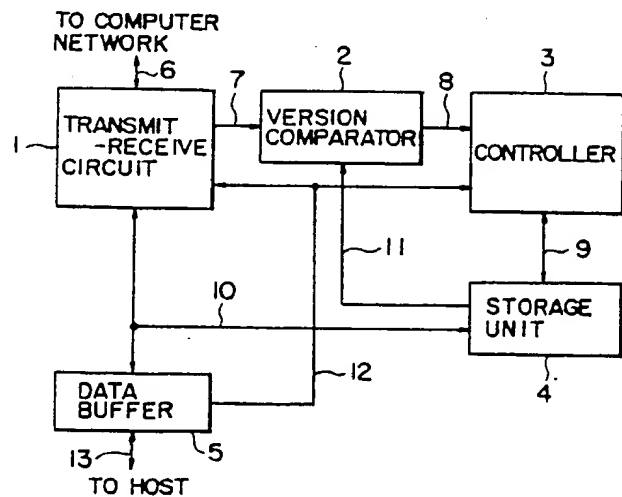 TO COMPUTER
NETWORK
6
7
2
8
3
1
TRANSMIT
-RECEIVE
CIRCUIT
VERSION
COMPARATOR
CONTROLLER
11
9
10
STORAGE
UNIT
12
4
DATA
BUFFER
5
13
TO HOST